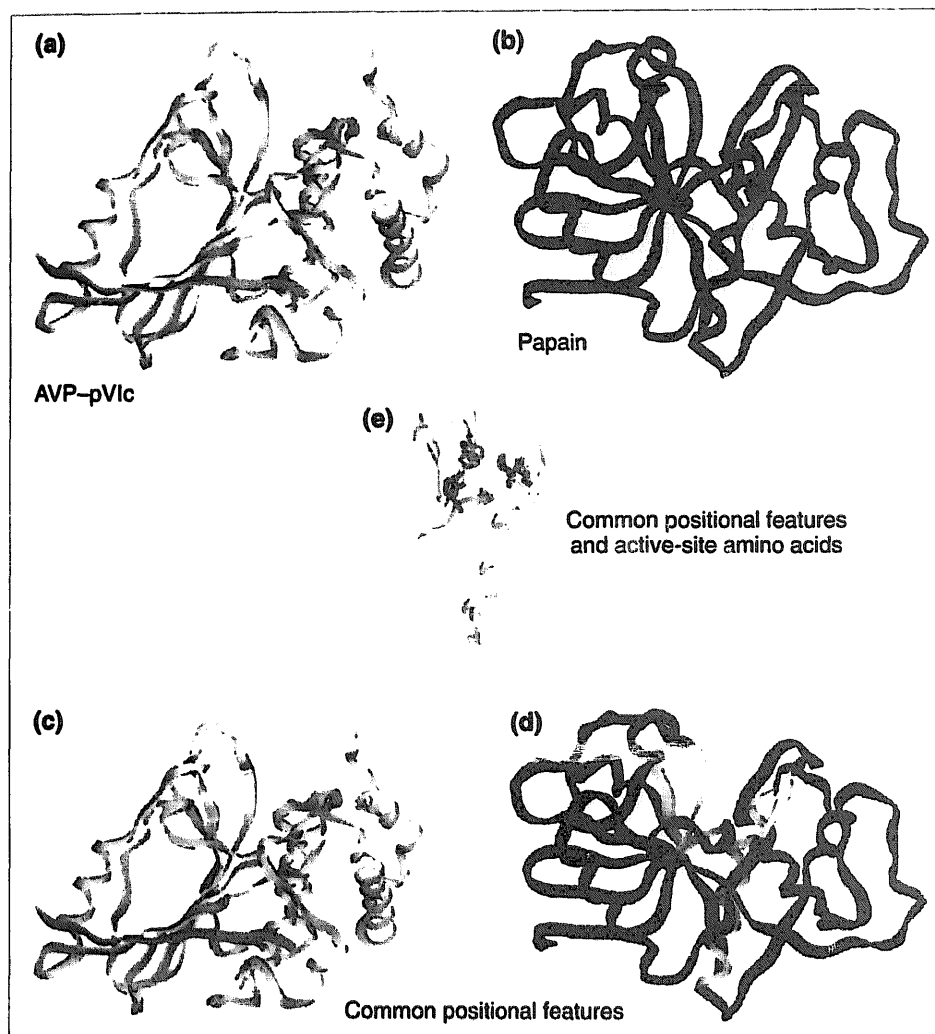 (a)
(b)
Papain
AVP–pVIc
(e)
Common positional features
and active-site amino acids
(c)
(d)
Common positional features